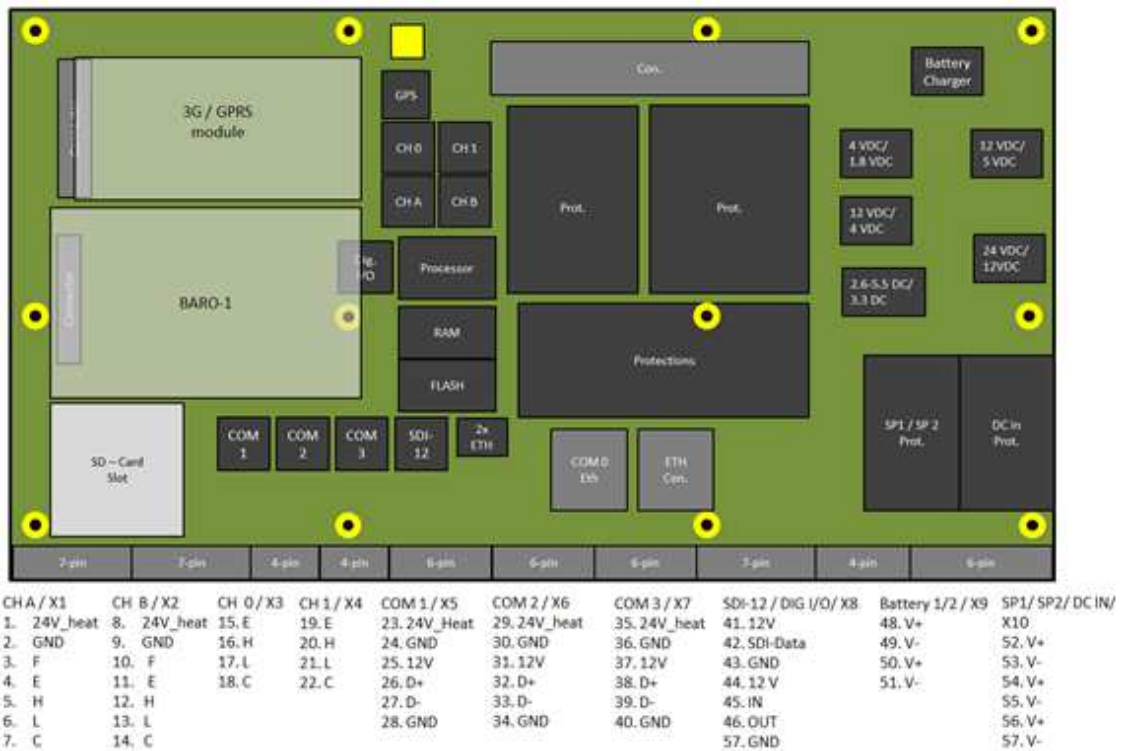 Con.
Battery
Charger
3G / GPRS
module
GPS
CH 0
CH 1
4 VDC/
1.8 VDC
12 VDC/
5 VDC
CH A
CH B
Prot.
Prot.
12 VDC/
4 VDC
24 VDC/
12VDC
Dig.
I/O
Processor
2.6-5.5 DC/
3.3 DC
Connector
BARO-1
RAM
Protections
FLASH
COM
1
COM
2
COM
3
SDI-
12
2x
ETH
SP1 / SP 2
Prot.
DC in
Prot.
SD – Card
Slot
COM 0
Eth
ETH
Con.
7-pin
7-pin
4-pin
4-pin
6-pin
6-pin
6-pin
7-pin
4-pin
6-pin
CH A / X1
1. 24V_heat
2. GND
3. F
4. E
5. H
6. L
7. C
CH B / X2
8. 24V_heat
9. GND
10. F
11. E
12. H
13. L
14. C
CH 0 / X3
15. E
16. H
17. L
18. C
CH 1 / X4
19. E
20. H
21. L
22. C
COM 1 / X5
23. 24V_Heat
24. GND
25. 12V
26. D+
27. D-
28. GND
COM 2 / X6
29. 24V_heat
30. GND
31. 12V
32. D+
33. D-
34. GND
COM 3 / X7
35. 24V_heat
36. GND
37. 12V
38. D+
39. D-
40. GND
SDI-12 / DIG I/O/ X8
41. 12V
42. SDI-Data
43. GND
44. 12 V
45. IN
46. OUT
57. GND
Battery 1/2 / X9
48. V+
49. V-
50. V+
51. V-
SP1/ SP2/ DC IN/
X10
52. V+
53. V-
54. V+
55. V-
56. V+
57. V-